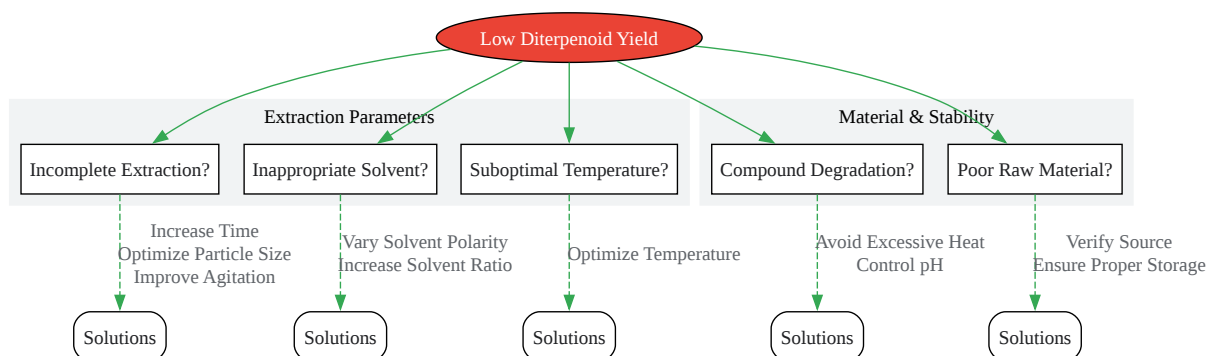 Low Diterpenoid Yield
Extraction Parameters
Material & Stability
Incomplete Extraction?
Inappropriate Solvent?
Suboptimal Temperature?
Compound Degradation?
Poor Raw Material?
Increase Time
Optimize Particle Size
Improve Agitation
Vary Solvent Polarity
Increase Solvent Ratio
Optimize Temperature
Avoid Excessive Heat
Control pH
Verify Source
Ensure Proper Storage
Solutions
Solutions
Solutions
Solutions
Solutions